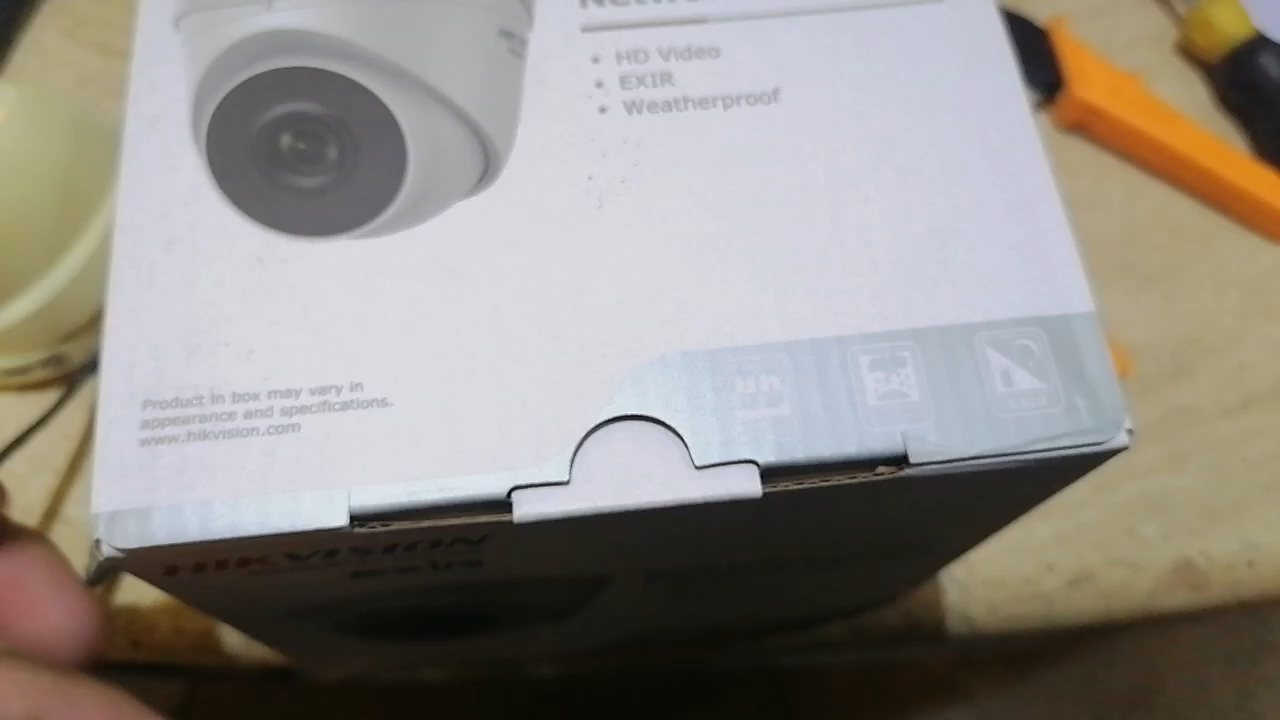 HD Video
EXIR
Weatherproof
Product in box may vary in
appearance and specifications.
www.hikvision.com
HIKVISION